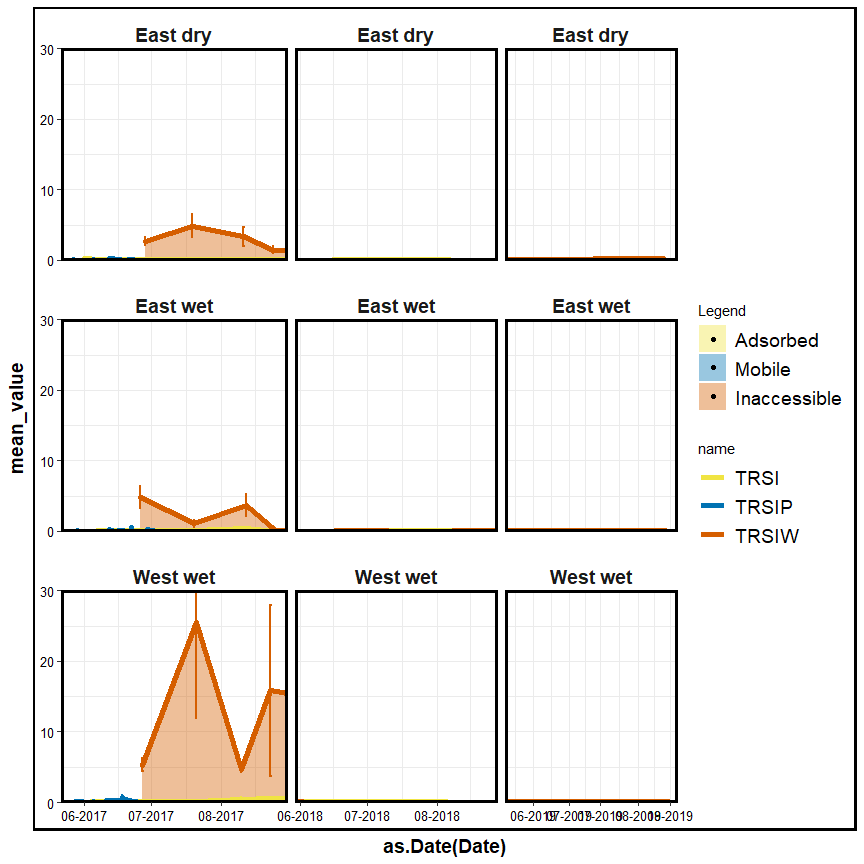 East dry East dry East dry
30
20
10
0
East wet East wet East wet
30
20
10
0
West wet West wet West wet
30
20
10
0
mean_value
06-2017 07-2017 08-2017 06-2018 07-2018 08-2018 06-2019
as.Date(Date)
Legend
Adsorbed
Mobile
Inaccessible
name
TRSI
TRSIP
TRSIW